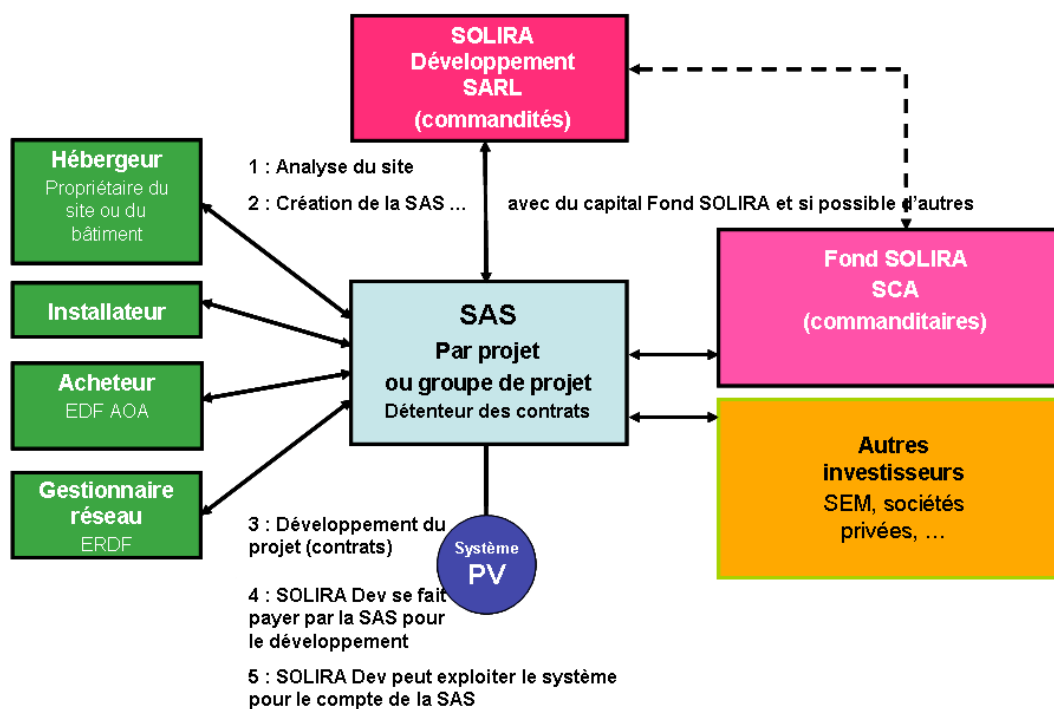 SOLIRA
Développement
SARL
(commandités)
Hébergeur
Propriétaire du
site ou du
bâtiment
1 : Analyse du site
2 : Création de la SAS ...
avec du capital Fond SOLIRA et si possible d'autres
Fond SOLIRA
SCA
(commanditaires)
Installateur
SAS
Par projet
ou groupe de projet
Détenteur des contrats
Acheteur
EDF AOA
Autres
investisseurs
SEM, sociétés
privées, ...
Gestionnaire
réseau
ERDF
3 : Développement du
projet (contrats)
Système
PV
4 : SOLIRA Dev se fait
payer par la SAS pour
le développement
5 : SOLIRA Dev peut exploiter le système
pour le compte de la SAS